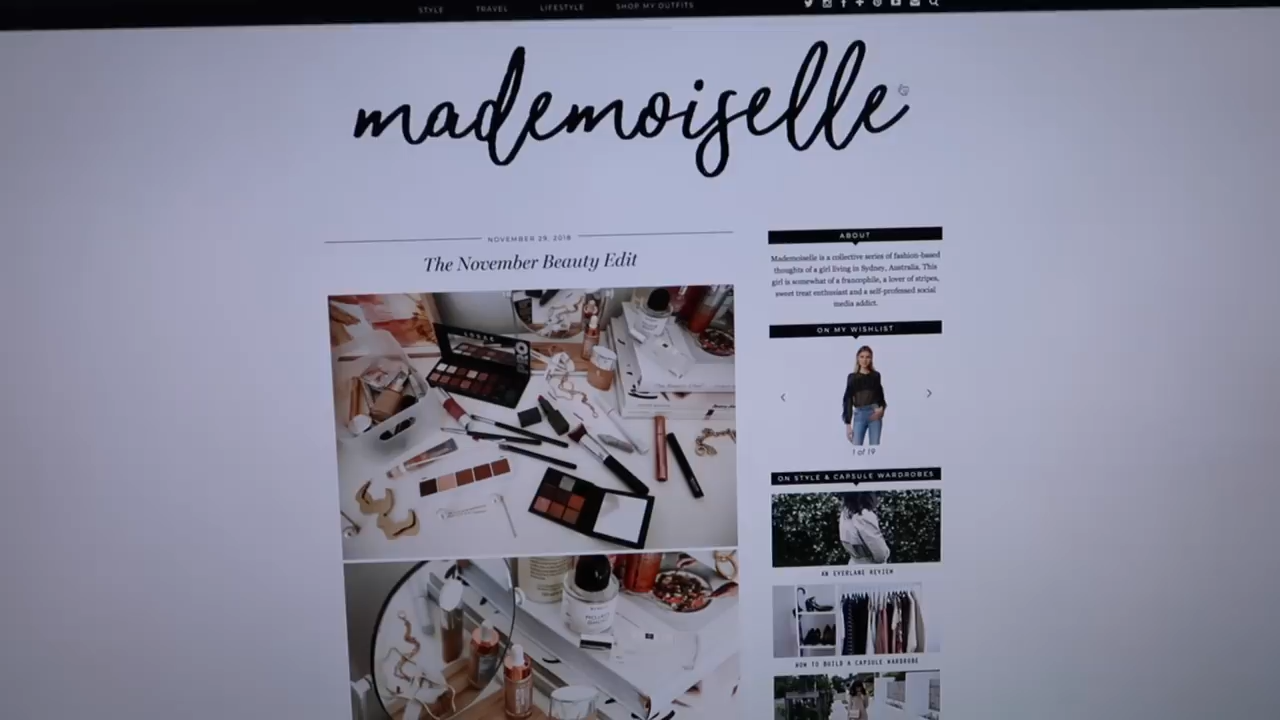 STYLE TRAVEL LIFESTYLE SHOP MY OUTFITS
mademoiselle
NOVEMBER 29, 2018
The November Beauty Edit
PRO
ABOUT
Mademoiselle is a collective series of fashion-based
thoughts of a girl living in Sydney, Australia. This
girl is somewhat of a francophile, a lover of stripes,
sweet treat enthusiast and a self-professed social
media addict.
ON MY WISHLIST
1 of 19
ON STYLE & CAPSULE WARDROBES
AN EVERLANE REVIEW
HOW TO BUILD A CAPSULE WARDROBE